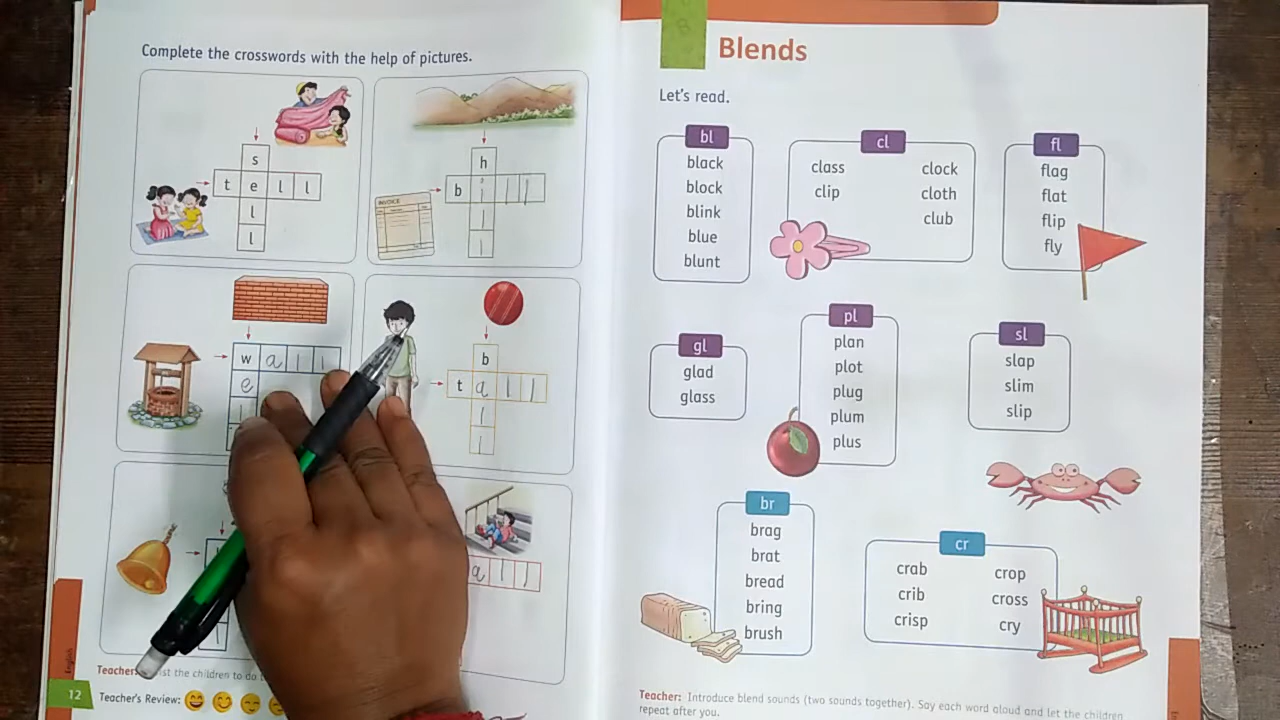 Complete the crosswords with the help of pictures.
s
t e l l
l
l
h
INVOICE
b i l l
l
l
w a l l
e
l
b
t a l l
l
l
a l l
English
12
Teacher's Review:
B
Blends
Let's read.
bl
black
block
blink
blue
blunt
cl
class clock
clip cloth
club
fl
flag
flat
flip
fly
gl
glad
glass
pl
plan
plot
plug
plum
plus
sl
slap
slim
slip
br
brag
brat
bread
bring
brush
cr
crab crop
crib cross
crisp cry
Teacher: Introduce blend sounds (two sounds together). Say each word aloud and let the children
repeat after you.